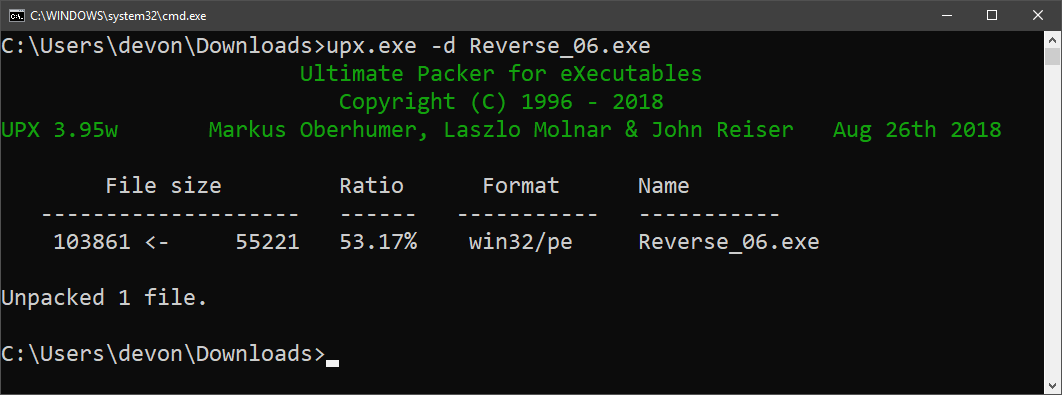 C:\WINDOWS\system32\cmd.exe
C:\Users\devon\Downloads>upx.exe -d Reverse_06.exe
Ultimate Packer for eXecutables
Copyright (C) 1996 - 2018
UPX 3.95w Markus Oberhumer, Laszlo Molnar & John Reiser Aug 26th 2018
File size Ratio Format Name
-------------------- ------ ----------- -----------
103861 <- 55221 53.17% win32/pe Reverse_06.exe
Unpacked 1 file.
C:\Users\devon\Downloads>